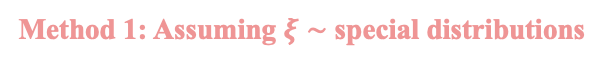 Method 1: Assuming ξ ~ special distributions